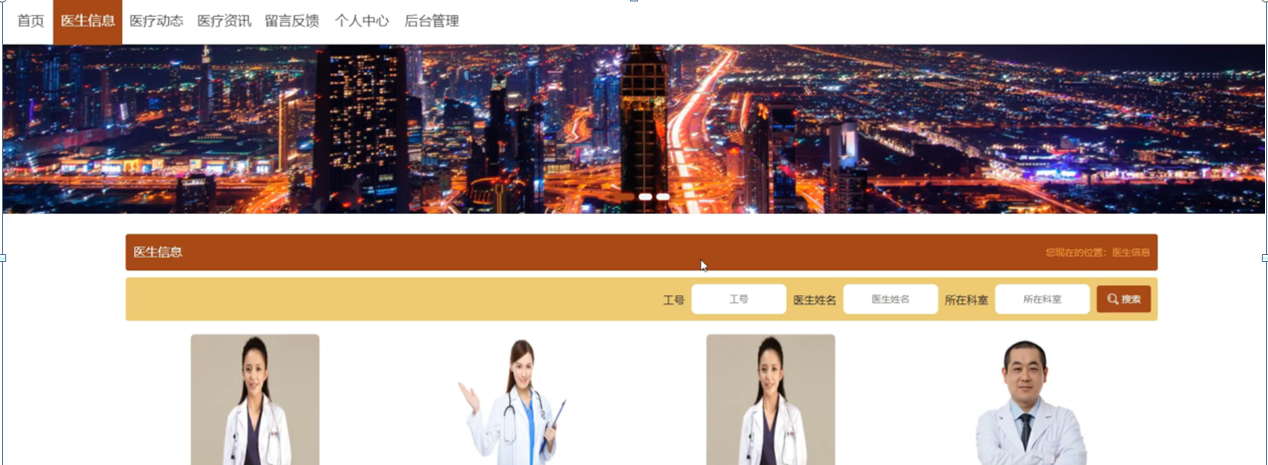 首页 医生信息 医疗动态 医疗资讯 留言反馈 个人中心 后台管理
医生信息 您现在的位置：医生信息
工号 工号 医生姓名 医生姓名 所在科室 所在科室 搜索